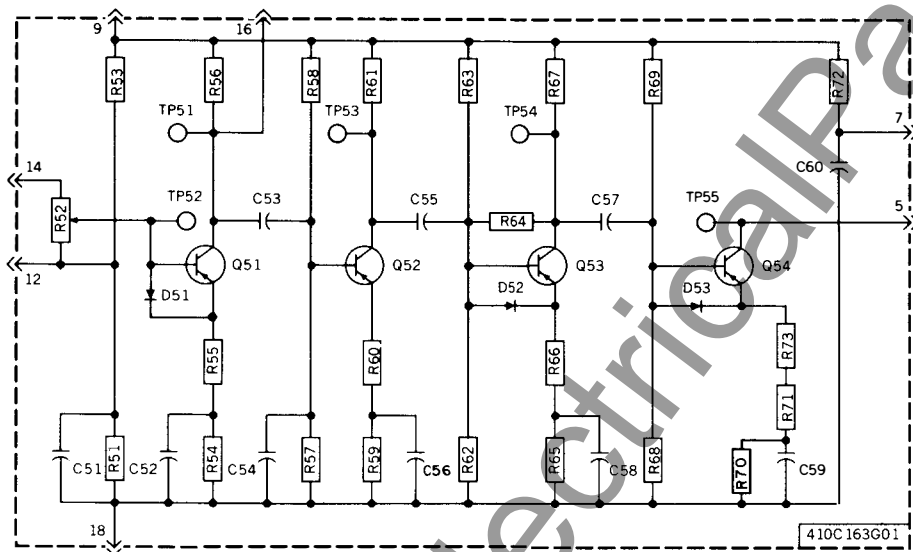 9
16
R53
R56
R58
R61
R63
R67
R69
R72
TP51
TP53
TP54
7
C60
14
R52
TP52
C53
C55
R64
C57
TP55
5
12
Q51
Q52
Q53
Q54
D51
D52
D53
R55
R60
R66
R73
R71
C51
R51
C52
R54
C54
R57
R59
C56
R62
R65
C58
R68
R70
C59
18
410C163G01
ElectricalPa